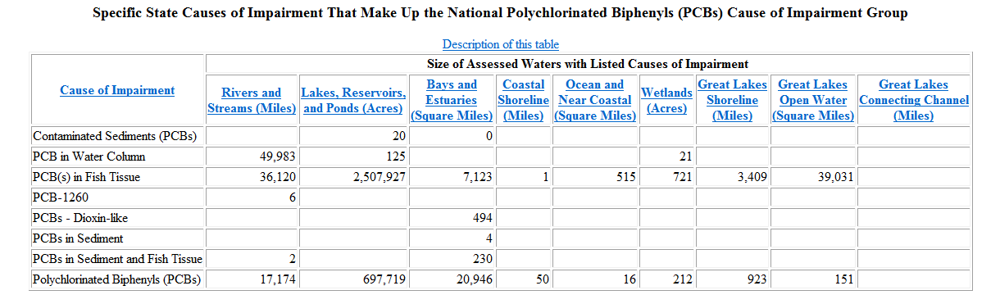 Specific State Causes of Impairment That Make Up the National Polychlorinated Biphenyls (PCBs) Cause of Impairment Group
Description of this table
Cause of Impairment
Size of Assessed Waters with Listed Causes of Impairment
Rivers and Streams (Miles) Lakes, Reservoirs, and Ponds (Acres) Bays and Estuaries (Square Miles) Coastal Shoreline (Miles) Ocean and Near Coastal (Square Miles) Wetlands (Acres) Great Lakes Shoreline (Miles) Great Lakes Open Water (Square Miles) Great Lakes Connecting Channel (Miles)
Contaminated Sediments (PCBs) 20 0
PCB in Water Column 49,983 125 21
PCB(s) in Fish Tissue 36,120 2,507,927 7,123 1 515 721 3,409 39,031
PCB-1260 6
PCBs - Dioxin-like 494
PCBs in Sediment 4
PCBs in Sediment and Fish Tissue 2 230
Polychlorinated Biphenyls (PCBs) 17,174 697,719 20,946 50 16 212 923 151